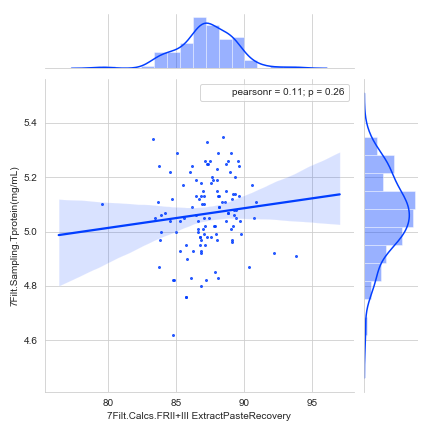 pearsonr = 0.11; p = 0.26
5.4
5.2
5.0
4.8
4.6
7Filt.Sampling.Tprotein(mg/mL)
80 85 90 95
7Filt.Calcs.FRII+III ExtractPasteRecovery